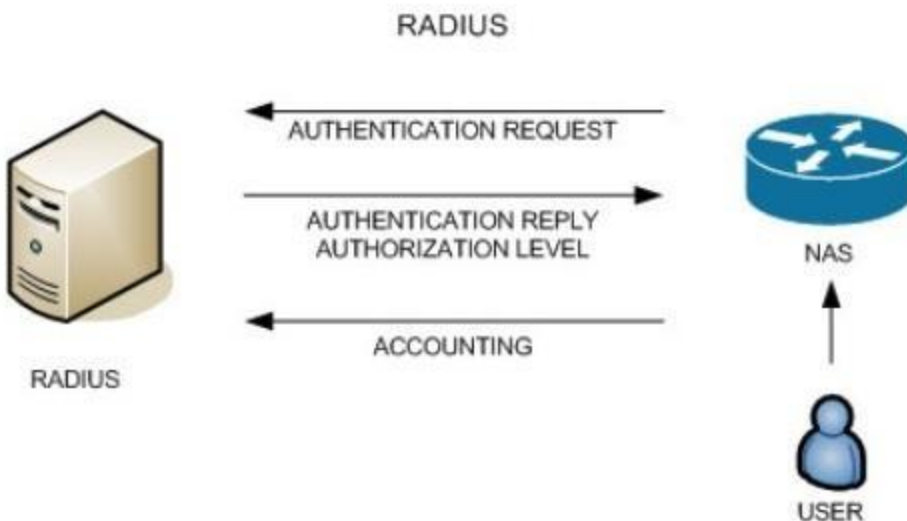 RADIUS
AUTHENTICATION REQUEST
AUTHENTICATION REPLY
AUTHORIZATION LEVEL
NAS
ACCOUNTING
RADIUS
USER